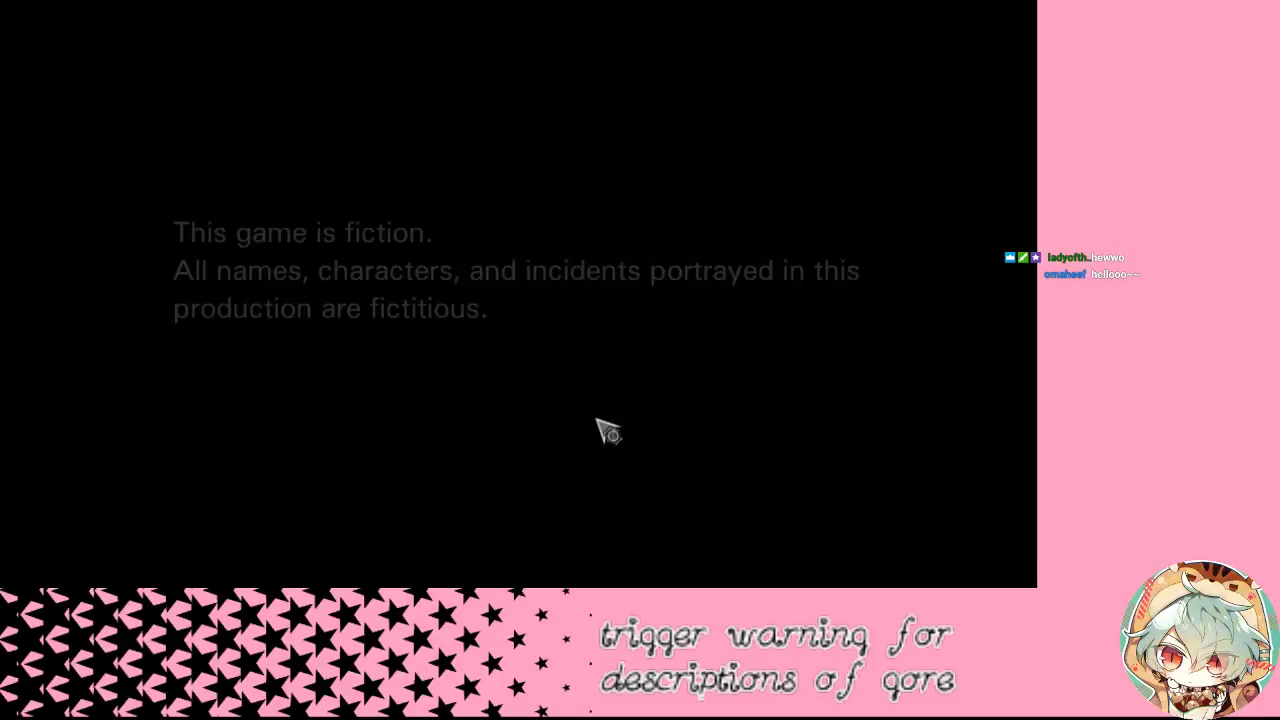 This game is fiction.
All names, characters, and incidents portrayed in this
production are fictitious.
ladyofth..hewwo
omaheef hellooo~~
trigger warning for
descriptions of gore